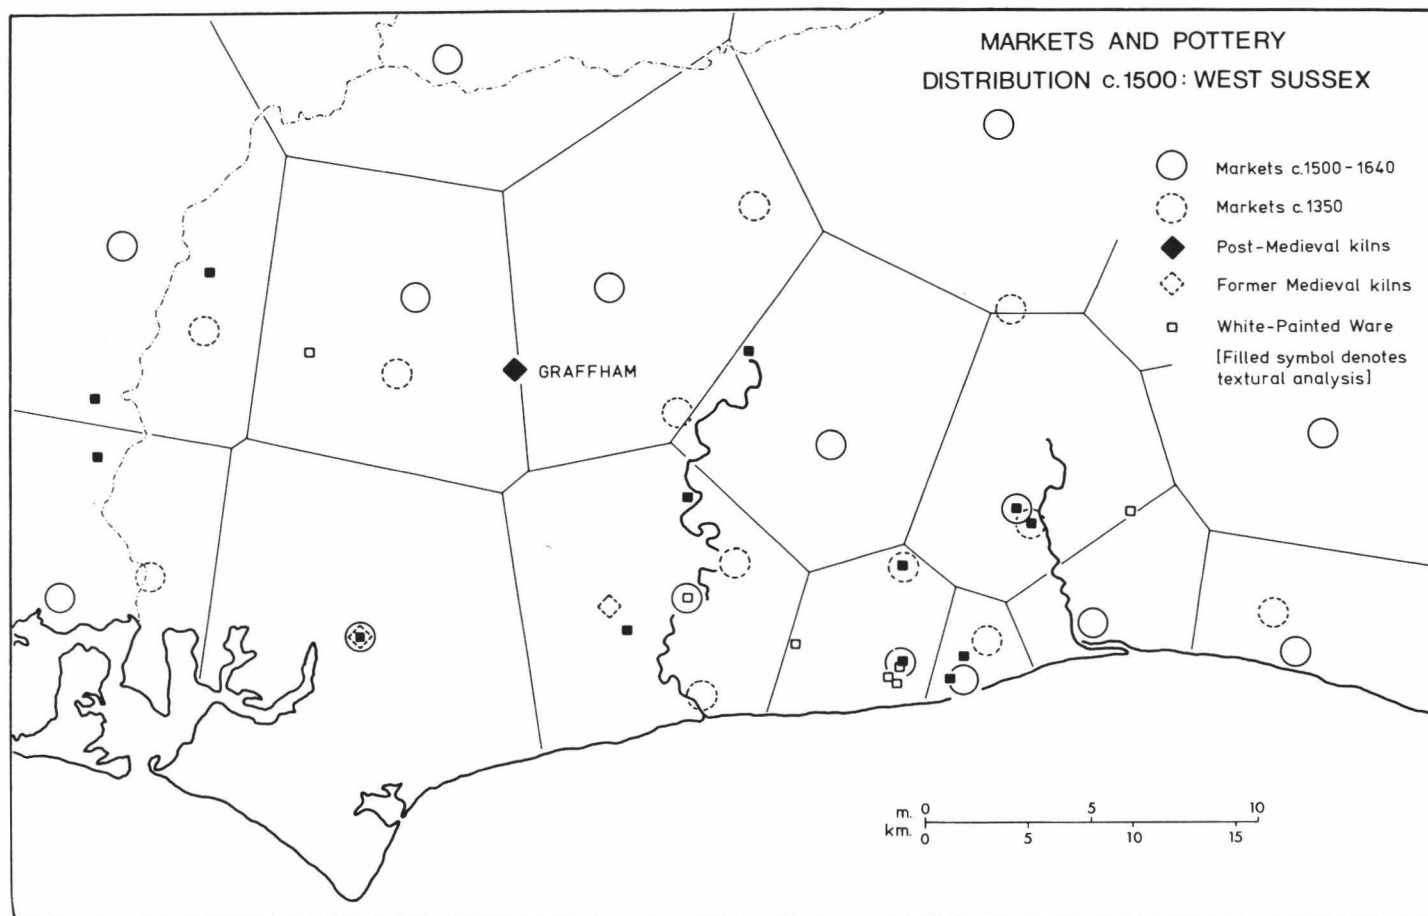 MARKETS AND POTTERY
DISTRIBUTION c.1500: WEST SUSSEX
Markets c.1500-1640
Markets c.1350
Post-Medieval kilns
Former Medieval kilns
White-Painted Ware
[Filled symbol denotes
textural analysis]
GRAFFHAM
m. 0 5 10
km. 0 5 10 15